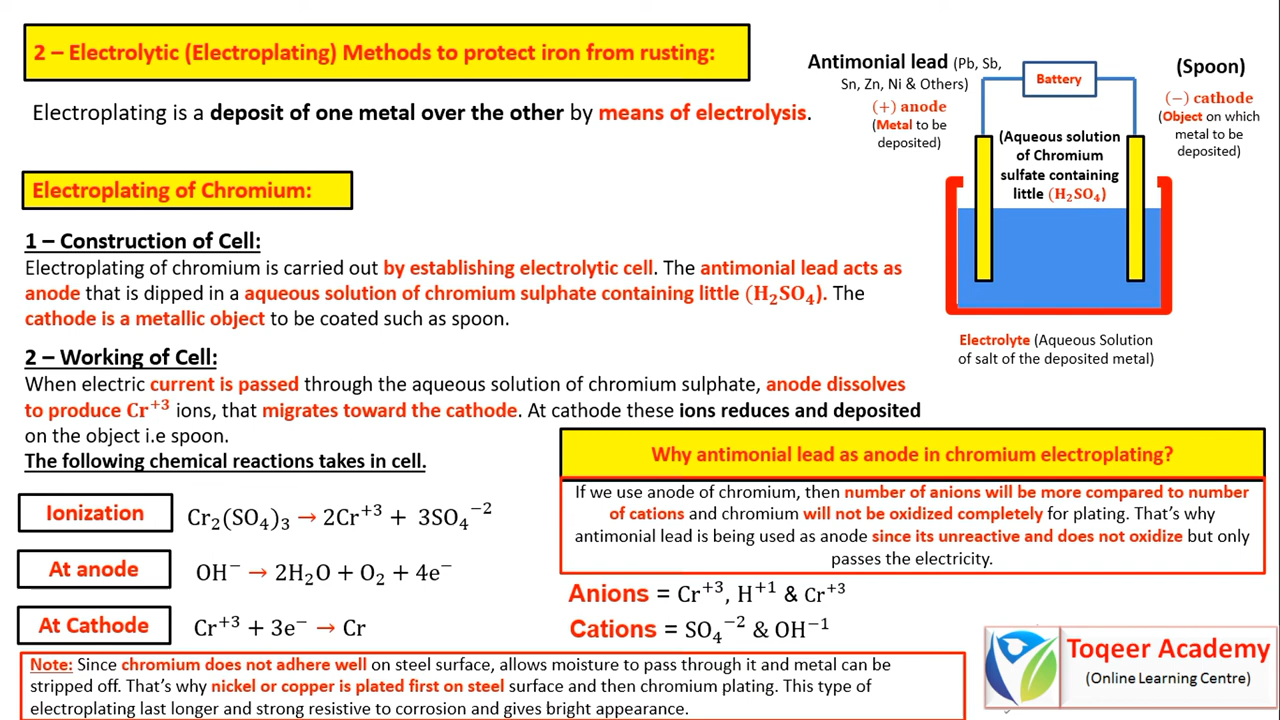 2 – Electrolytic (Electroplating) Methods to protect iron from rusting:
Electroplating is a deposit of one metal over the other by means of electrolysis.
Antimonial lead (Pb, Sb,
Sn, Zn, Ni & Others)
(+) anode
(Metal to be
deposited)
Battery
(Spoon)
(−) cathode
(Object on which
metal to be
deposited)
(Aqueous solution
of Chromium
sulfate containing
little (H₂SO₄)
Electrolyte (Aqueous Solution
of salt of the deposited metal)
Electroplating of Chromium:
1 – Construction of Cell:
Electroplating of chromium is carried out by establishing electrolytic cell. The antimonial lead acts as
anode that is dipped in a aqueous solution of chromium sulphate containing little (H₂SO₄). The
cathode is a metallic object to be coated such as spoon.
2 – Working of Cell:
When electric current is passed through the aqueous solution of chromium sulphate, anode dissolves
to produce Cr⁺³ ions, that migrates toward the cathode. At cathode these ions reduces and deposited
on the object i.e spoon.
The following chemical reactions takes in cell.
Ionization
Cr₂(SO₄)₃ → 2Cr⁺³ + 3SO₄⁻²
At anode
OH⁻ → 2H₂O + O₂ + 4e⁻
At Cathode
Cr⁺³ + 3e⁻ → Cr
Why antimonial lead as anode in chromium electroplating?
If we use anode of chromium, then number of anions will be more compared to number
of cations and chromium will not be oxidized completely for plating. That's why
antimonial lead is being used as anode since its unreactive and does not oxidize but only
passes the electricity.
Anions = Cr⁺³, H⁺¹ & Cr⁺³
Cations = SO₄⁻² & OH⁻¹
Note: Since chromium does not adhere well on steel surface, allows moisture to pass through it and metal can be
stripped off. That's why nickel or copper is plated first on steel surface and then chromium plating. This type of
electroplating last longer and strong resistive to corrosion and gives bright appearance.
Toqeer Academy
(Online Learning Centre)